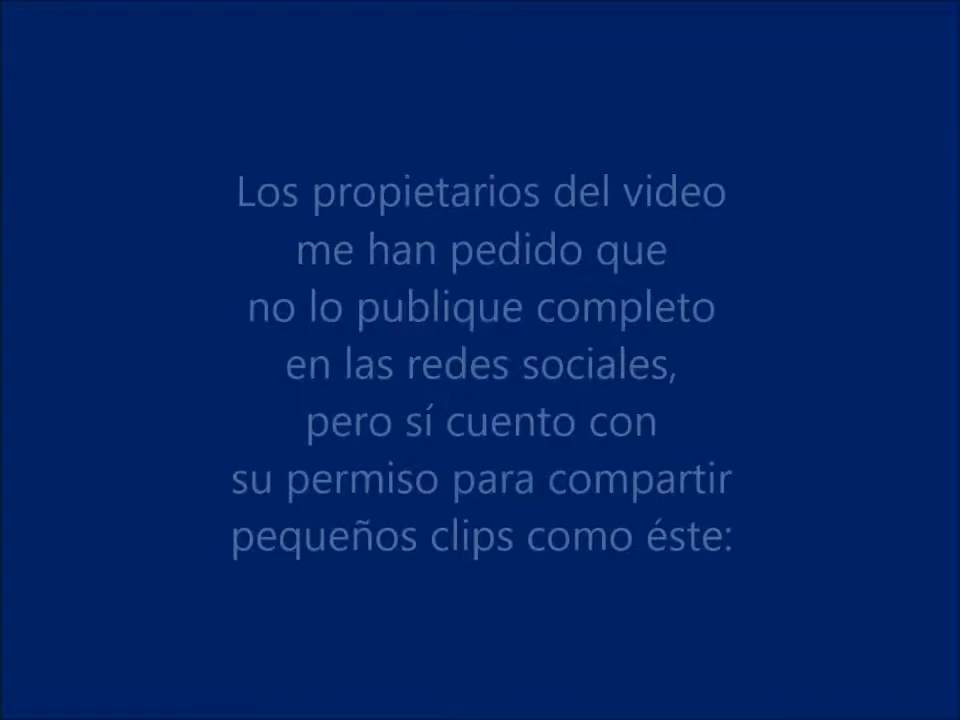 Los propietarios del video
me han pedido que
no lo publique completo
en las redes sociales,
pero sí cuento con
su permiso para compartir
pequeños clips como éste: